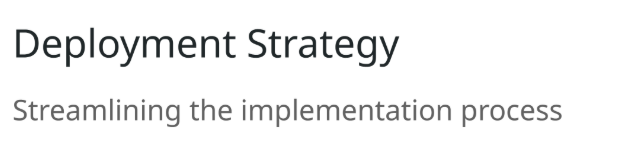 Deployment Strategy
Streamlining the implementation process